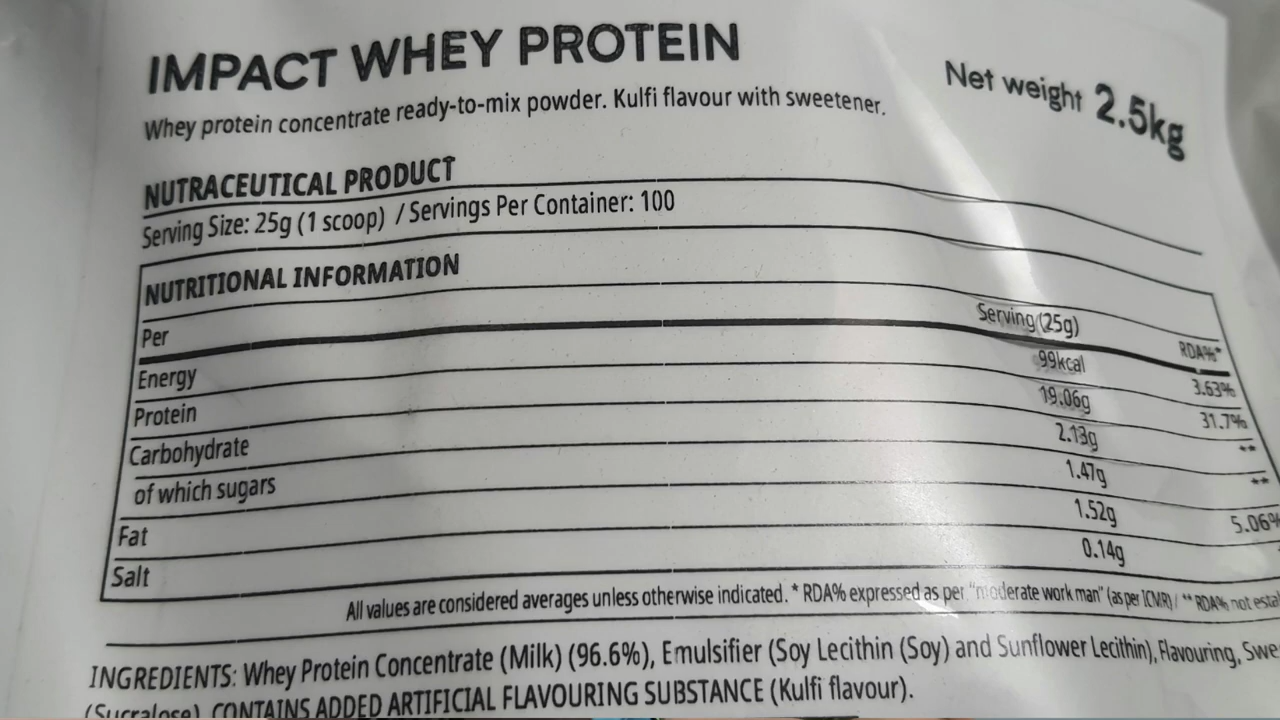 IMPACT WHEY PROTEIN
Net weight 2.5kg
Whey protein concentrate ready-to-mix powder. Kulfi flavour with sweetener.
NUTRACEUTICAL PRODUCT
Serving Size: 25g (1 scoop) / Servings Per Container: 100
NUTRITIONAL INFORMATION
Per Serving (25g) RDA%*
Energy 99kcal 3.63%
Protein 19.06g 31.7%
Carbohydrate 2.13g **
of which sugars 1.47g **
Fat 1.52g 5.06%
Salt 0.14g
All values are considered averages unless otherwise indicated. * RDA% expressed as per "moderate work man" (as per ICMR) / ** RDA% not
INGREDIENTS: Whey Protein Concentrate (Milk) (96.6%), Emulsifier (Soy Lecithin (Soy) and Sunflower Lecithin), Flavouring,
(Sucralose). CONTAINS ADDED ARTIFICIAL FLAVOURING SUBSTANCE (Kulfi flavour).